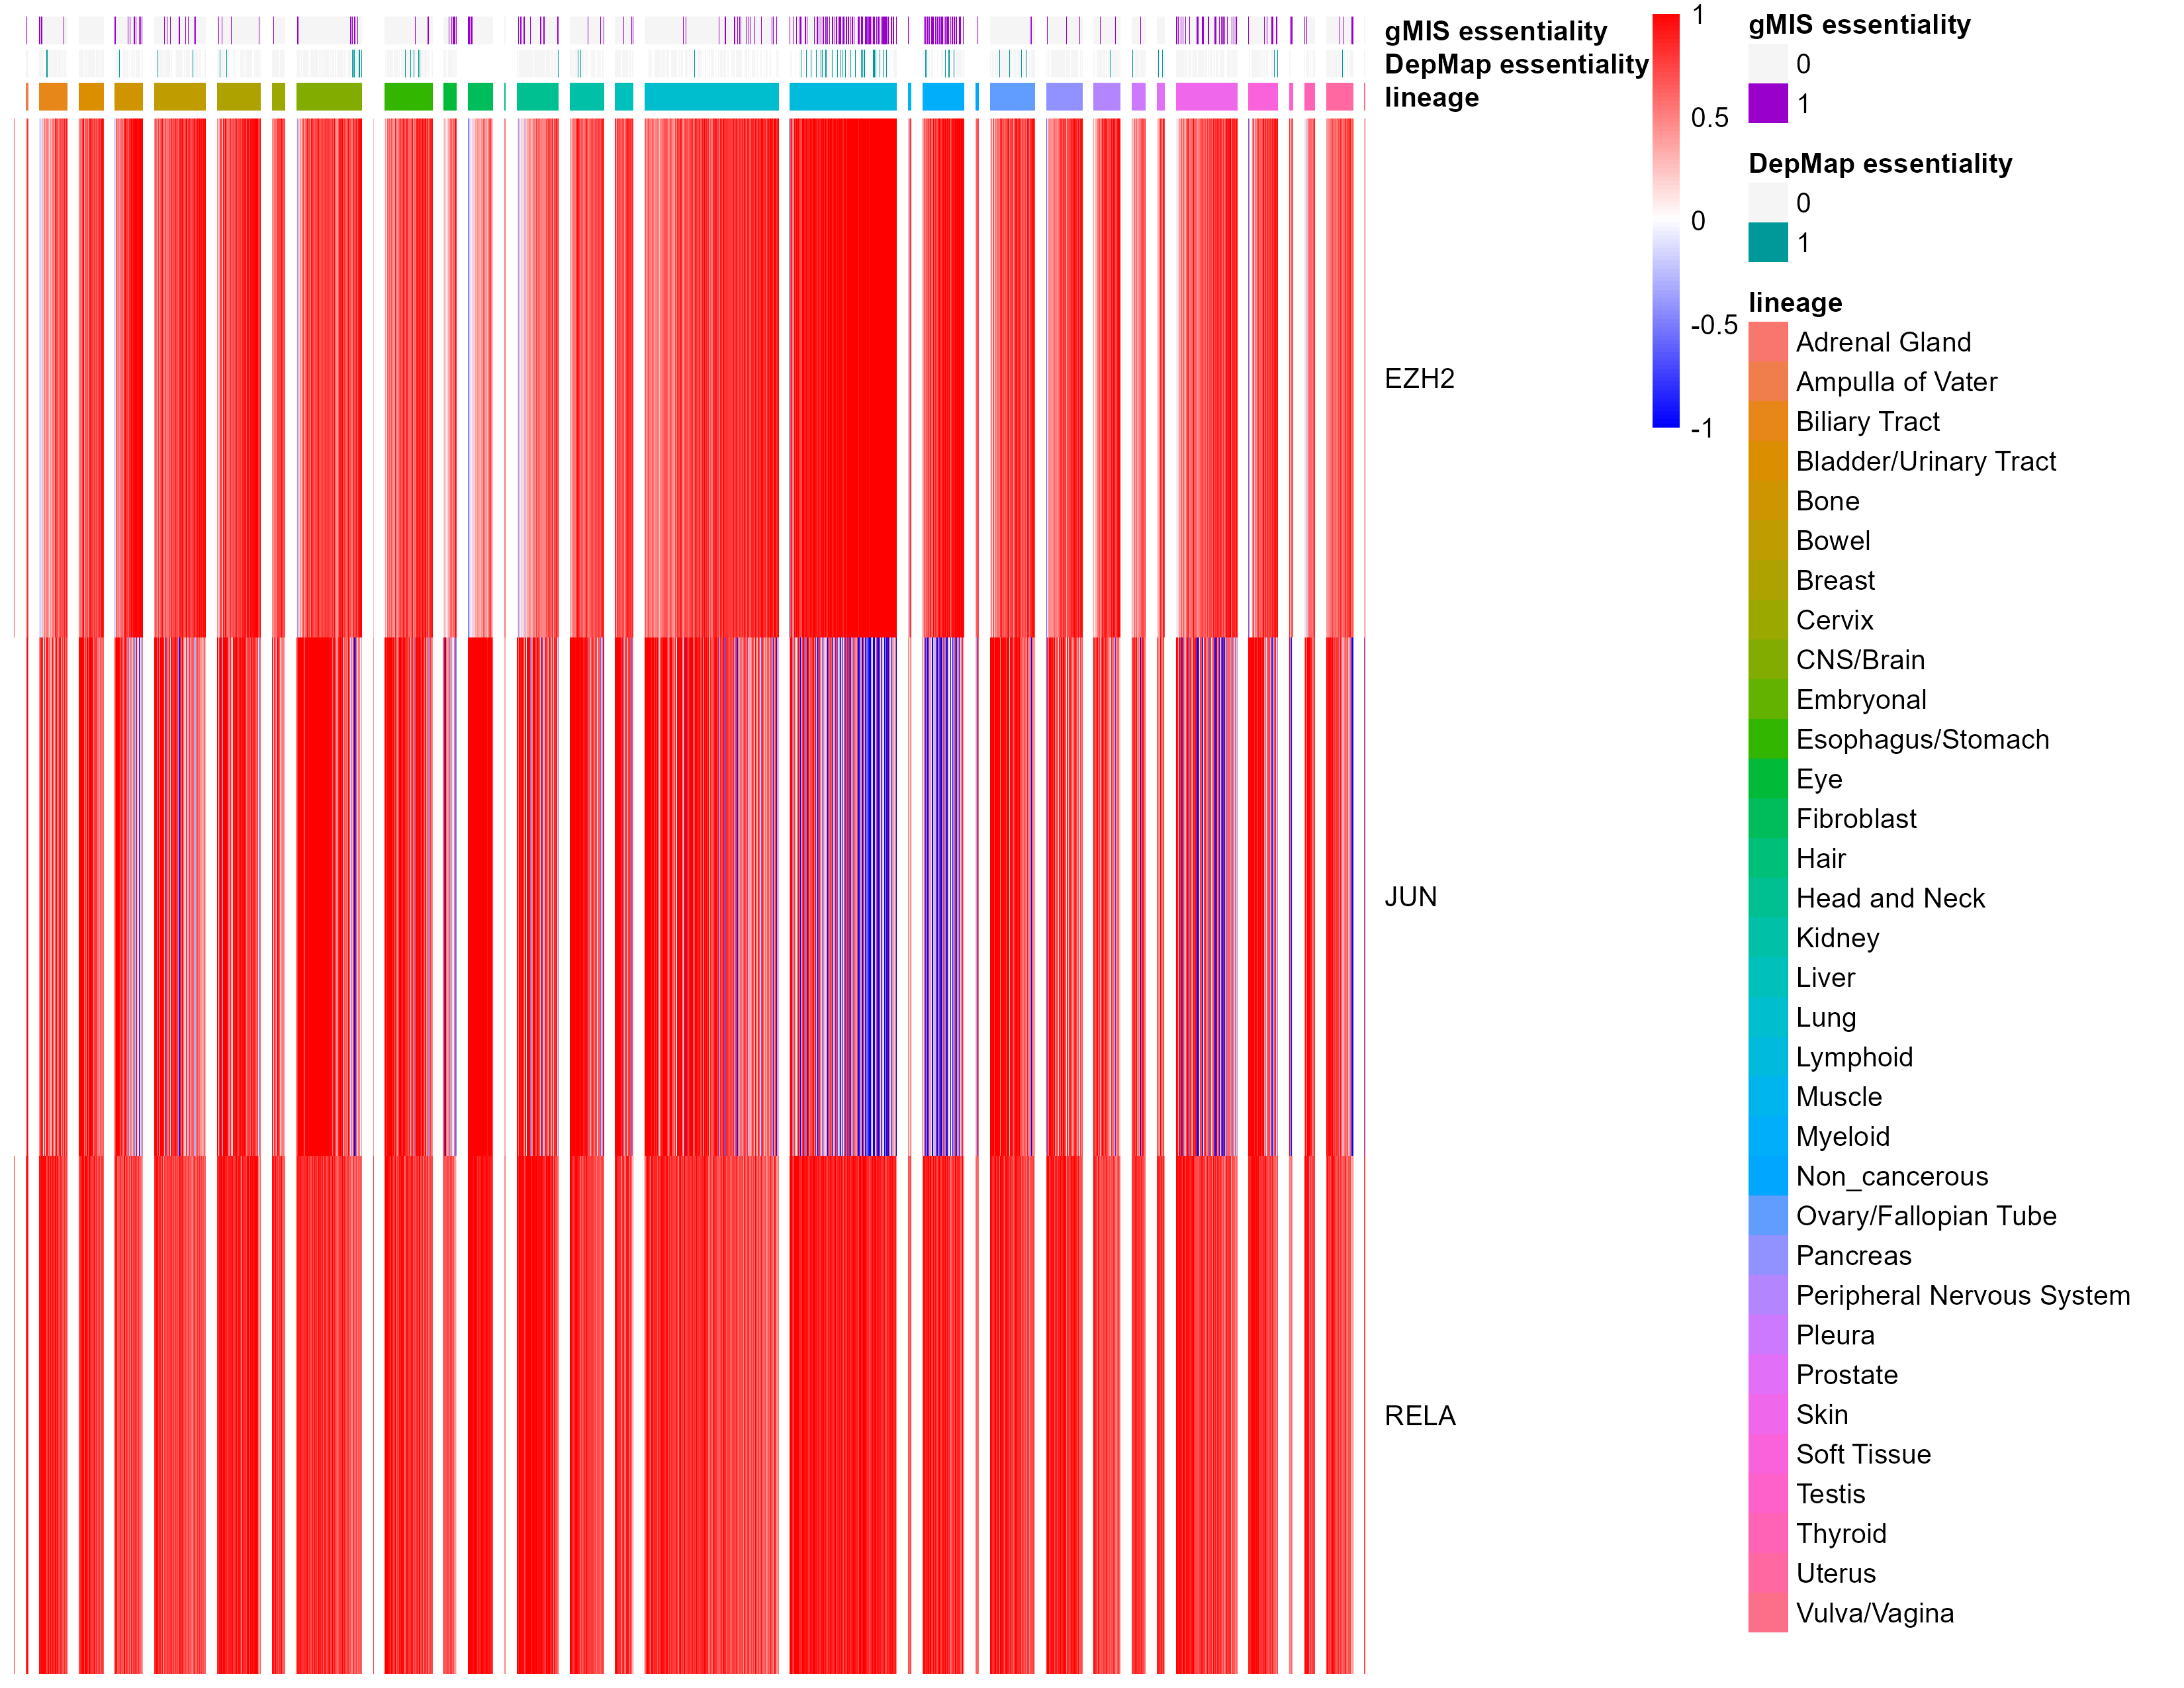 gMIS essentiality
DepMap essentiality
lineage
EZH2
JUN
RELA
1
0.5
0
-0.5
-1
gMIS essentiality
0
1
DepMap essentiality
0
1
lineage
Adrenal Gland
Ampulla of Vater
Biliary Tract
Bladder/Urinary Tract
Bone
Bowel
Breast
Cervix
CNS/Brain
Embryonal
Esophagus/Stomach
Eye
Fibroblast
Hair
Head and Neck
Kidney
Liver
Lung
Lymphoid
Muscle
Myeloid
Non_cancerous
Ovary/Fallopian Tube
Pancreas
Peripheral Nervous System
Pleura
Prostate
Skin
Soft Tissue
Testis
Thyroid
Uterus
Vulva/Vagina